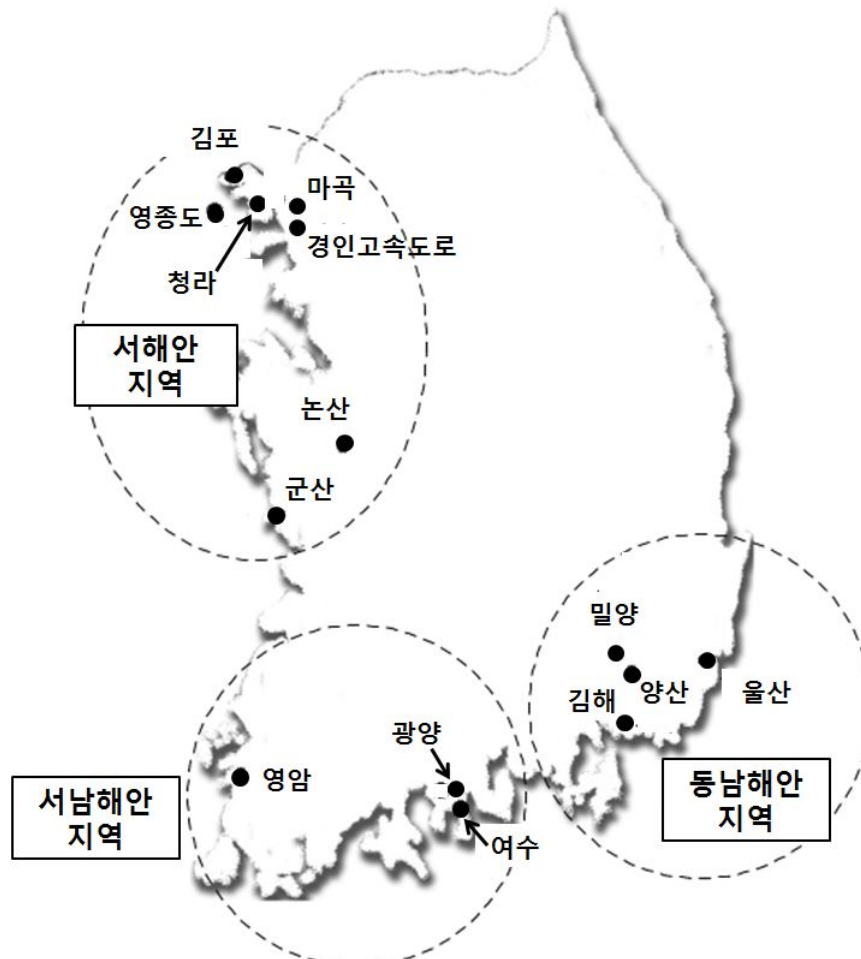 김포
마곡
영종도
경인고속도로
청라
서해안
지역
논산
군산
밀양
양산
울산
김해
광양
영암
서남해안
지역
동남해안
지역
여수